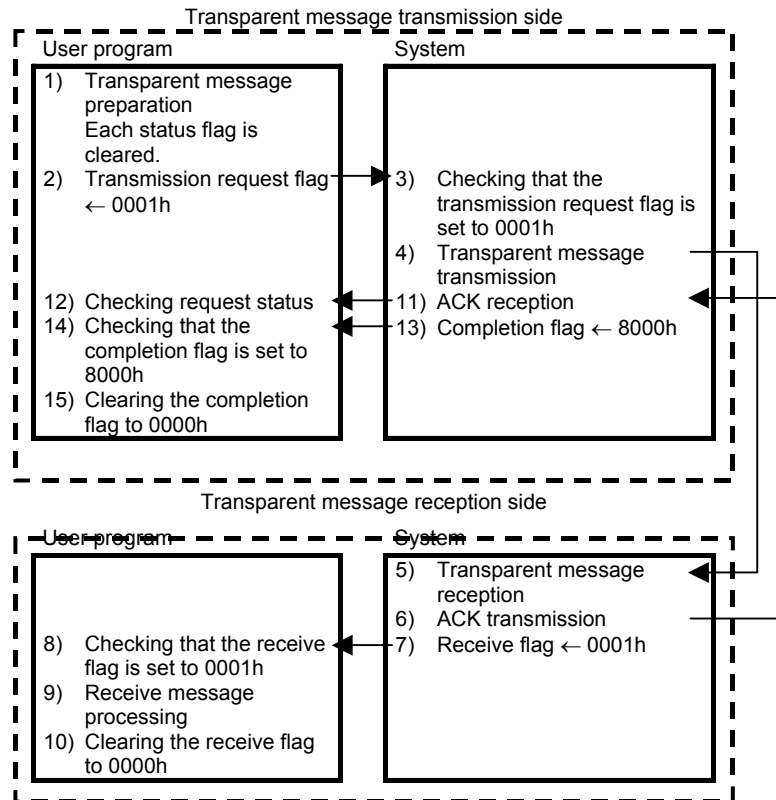 Transparent message transmission side
User program
System
1) Transparent message
preparation
Each status flag is
cleared.
2) Transmission request flag
← 0001h
12) Checking request status
14) Checking that the
completion flag is set to
8000h
15) Clearing the completion
flag to 0000h
3) Checking that the
transmission request flag is
set to 0001h
4) Transparent message
transmission
11) ACK reception
13) Completion flag ← 8000h
Transparent message reception side
User program
System
8) Checking that the receive
flag is set to 0001h
9) Receive message
processing
10) Clearing the receive flag
to 0000h
5) Transparent message
reception
6) ACK transmission
7) Receive flag ← 0001h